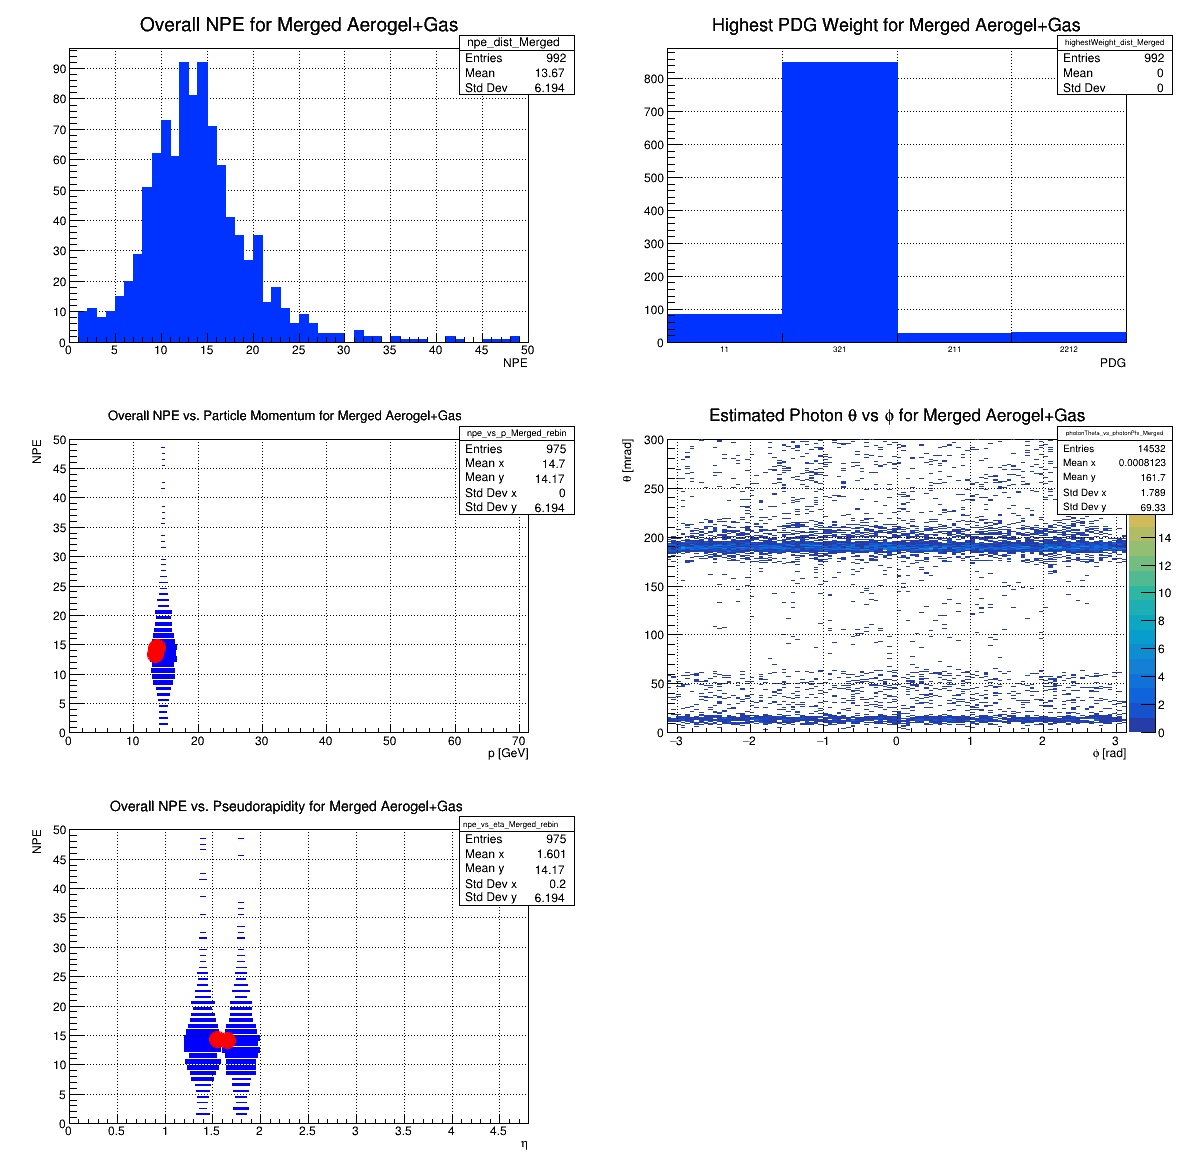 Overall NPE for Merged Aerogel+Gas
npe_dist_Merged
Entries 992
Mean 13.67
Std Dev 6.194
90
80
70
60
50
40
30
20
10
0
0 5 10 15 20 25 30 35 40 45 50
NPE
Highest PDG Weight for Merged Aerogel+Gas
highestWeight_dist_Merged
Entries 992
Mean 0
Std Dev 0
800
700
600
500
400
300
200
100
0
11 321 211 2212
PDG
Overall NPE vs. Particle Momentum for Merged Aerogel+Gas
npe_vs_p_Merged_rebin
Entries 975
Mean x 14.7
Mean y 14.17
Std Dev x 0
Std Dev y 6.194
NPE
50
45
40
35
30
25
20
15
10
5
0
0 10 20 30 40 50 60 70
p [GeV]
Estimated Photon θ vs ϕ for Merged Aerogel+Gas
photonTheta_vs_photonPhi_Merged
Entries 14532
Mean x 0.0008123
Mean y 161.7
Std Dev x 1.789
Std Dev y 69.33
θ [mrad]
300
250
200
150
100
50
0
−3 −2 −1 0 1 2 3
ϕ [rad]
14
12
10
8
6
4
2
0
Overall NPE vs. Pseudorapidity for Merged Aerogel+Gas
npe_vs_eta_Merged_rebin
Entries 975
Mean x 1.601
Mean y 14.17
Std Dev x 0.2
Std Dev y 6.194
NPE
50
45
40
35
30
25
20
15
10
5
0
0 0.5 1 1.5 2 2.5 3 3.5 4 4.5
η